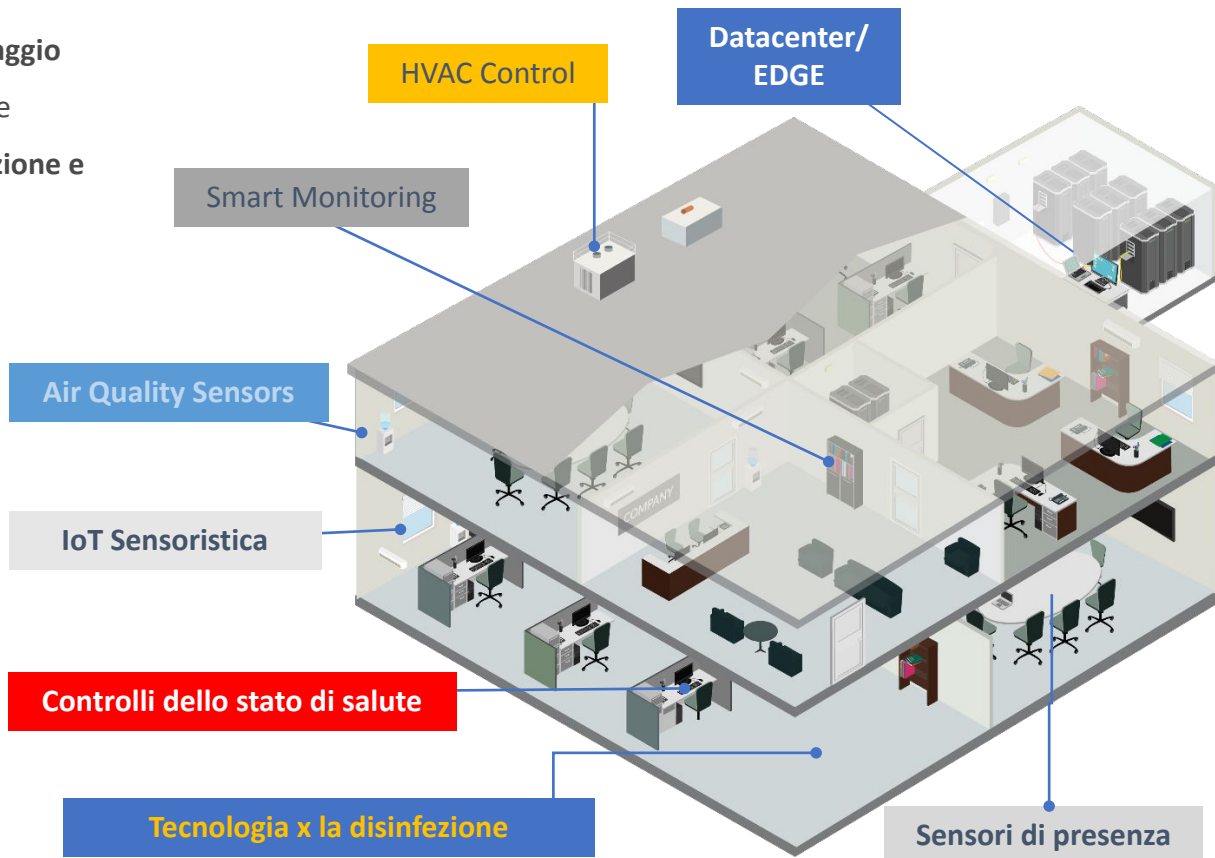 aggio
e
zione e
HVAC Control
Datacenter/
EDGE
Smart Monitoring
Air Quality Sensors
COMPANY
IoT Sensoristica
Controlli dello stato di salute
Tecnologia x la disinfezione
Sensori di presenza